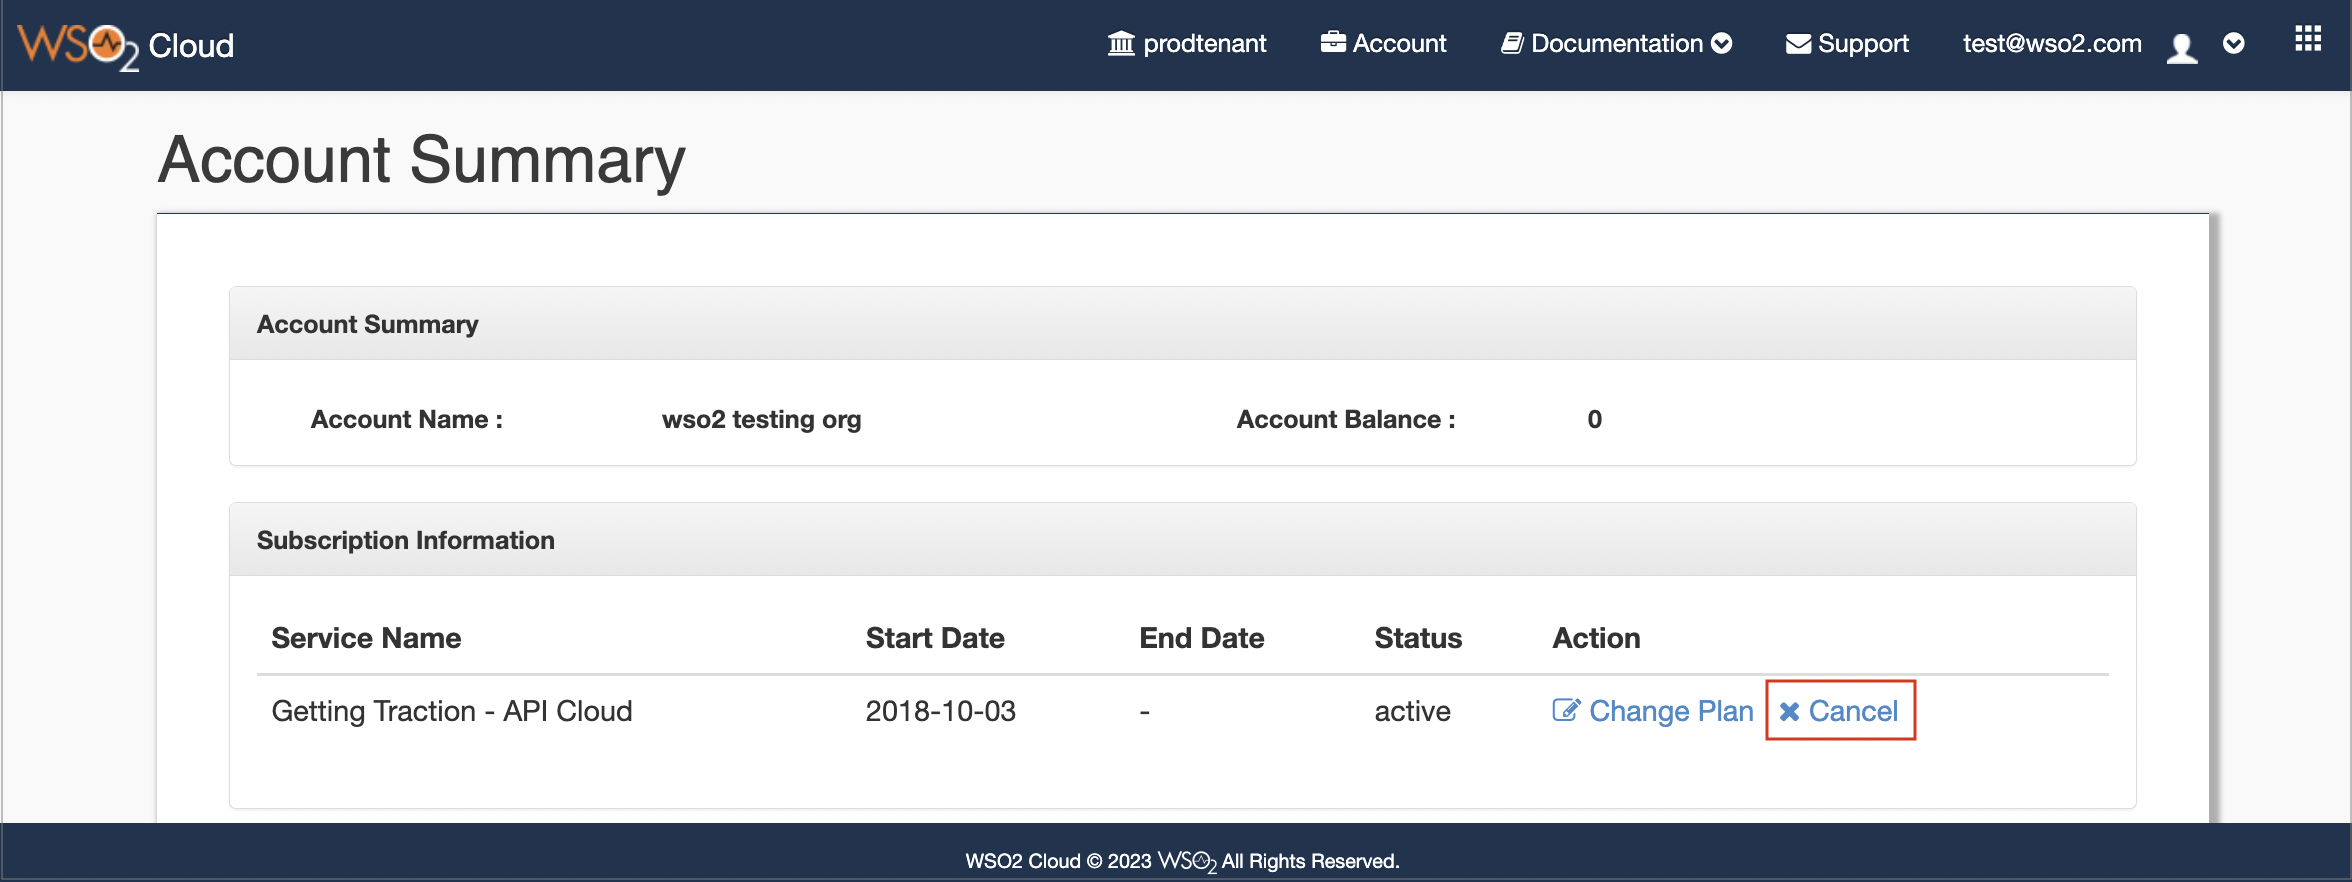 WSO2 Cloud prodtenant Account Documentation Support test@wso2.com
Account Summary
Account Summary
Account Name : wso2 testing org Account Balance : 0
Subscription Information
Service Name Start Date End Date Status Action
Getting Traction - API Cloud 2018-10-03 - active Change Plan Cancel
WSO2 Cloud © 2023 WSO2 All Rights Reserved.